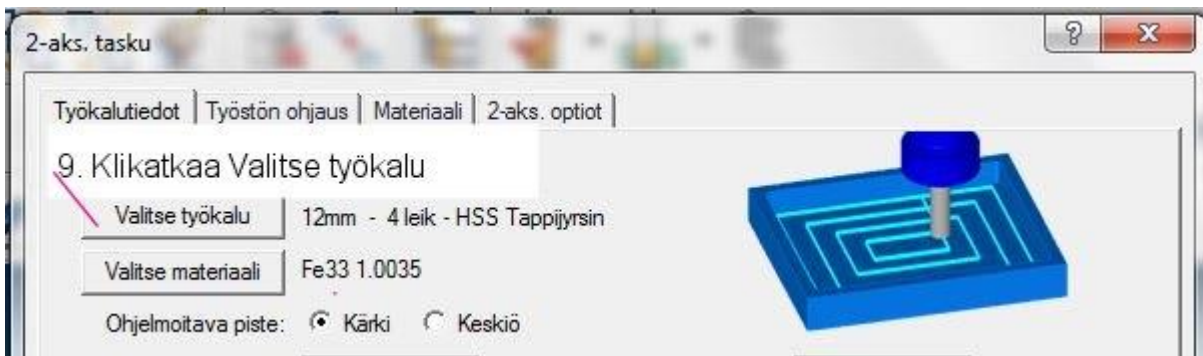 2-aks. tasku
Työkalutiedot Työstön ohjaus Materiaali 2-aks. optiot
9. Klikatkaa Valitse työkalu
Valitse työkalu 12mm - 4 leik - HSS Tappijyrsin
Valitse materiaali Fe33 1.0035
Ohjelmoitava piste: Kärki Keskiö